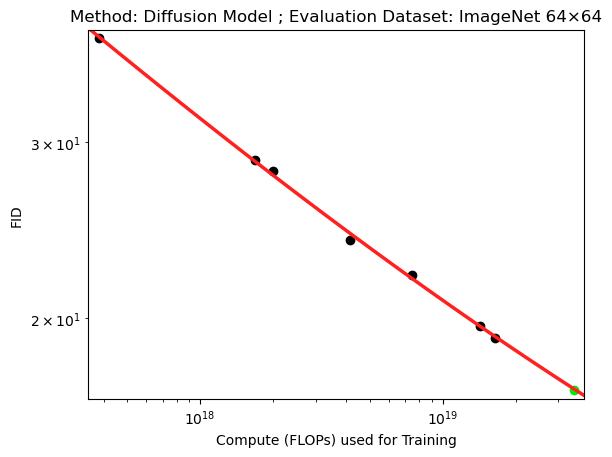 Method: Diffusion Model ; Evaluation Dataset: ImageNet 64×64
3 × 10¹
FID
2 × 10¹
10¹⁸
10¹⁹
Compute (FLOPs) used for Training